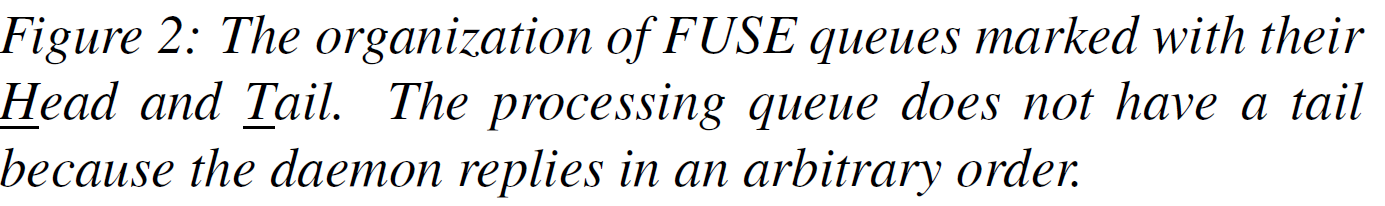 Figure 2: The organization of FUSE queues marked with their
Head and Tail. The processing queue does not have a tail
because the daemon replies in an arbitrary order.